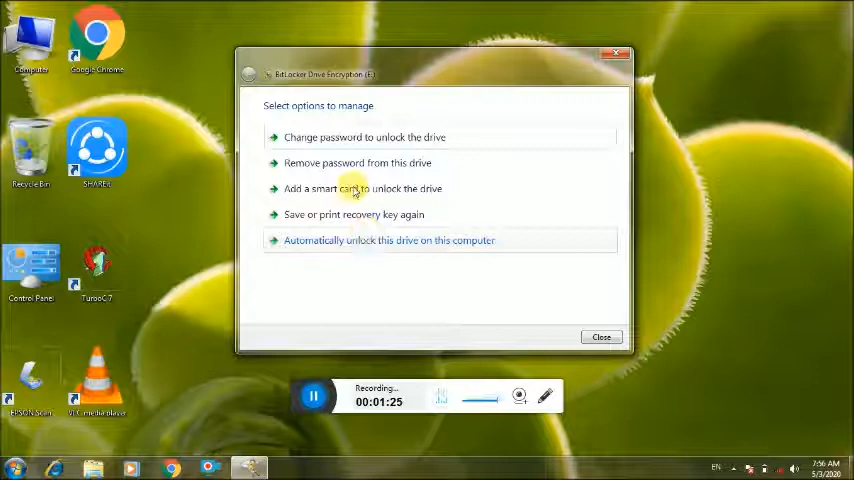 Computer
Google Chrome
Recycle Bin
SHAREit
Control Panel
TurboC 7
EPSON Scan
VLC media player
BitLocker Drive Encryption (E:)
Select options to manage
Change password to unlock the drive
Remove password from this drive
Add a smart card to unlock the drive
Save or print recovery key again
Automatically unlock this drive on this computer
Close
Recording...
00:01:25
EN
7:56 AM
5/3/2020